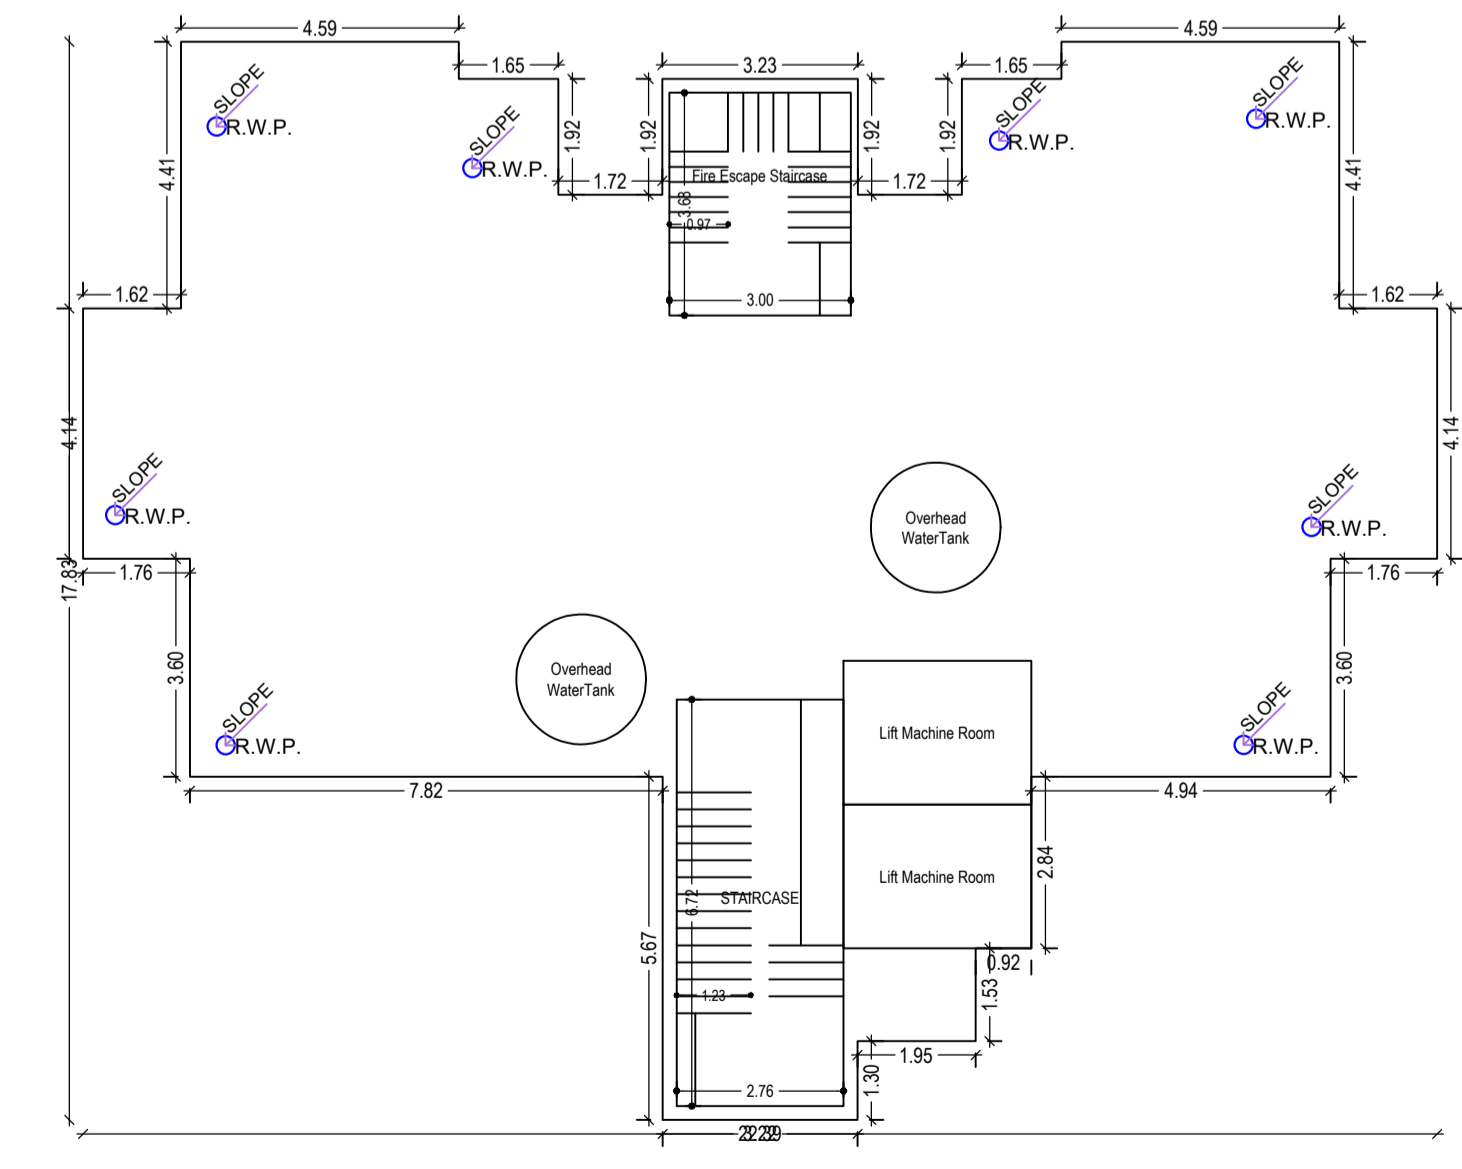 4.59
4.59
1.65
3.23
1.65
SLOPE
R.W.P.
SLOPE
R.W.P.
1.92
1.92
1.92
1.92
SLOPE
R.W.P.
SLOPE
R.W.P.
4.41
4.41
1.72
Fire Escape Staircase
1.72
3.68
0.97
1.62
3.00
1.62
4.14
4.14
SLOPE
R.W.P.
Overhead
WaterTank
SLOPE
R.W.P.
17.83
1.76
1.76
3.60
Overhead
WaterTank
3.60
SLOPE
R.W.P.
Lift Machine Room
SLOPE
R.W.P.
7.82
4.94
2.84
Lift Machine Room
6.72
STAIRCASE
5.67
0.92
1.53
1.23
1.95
1.30
2.76